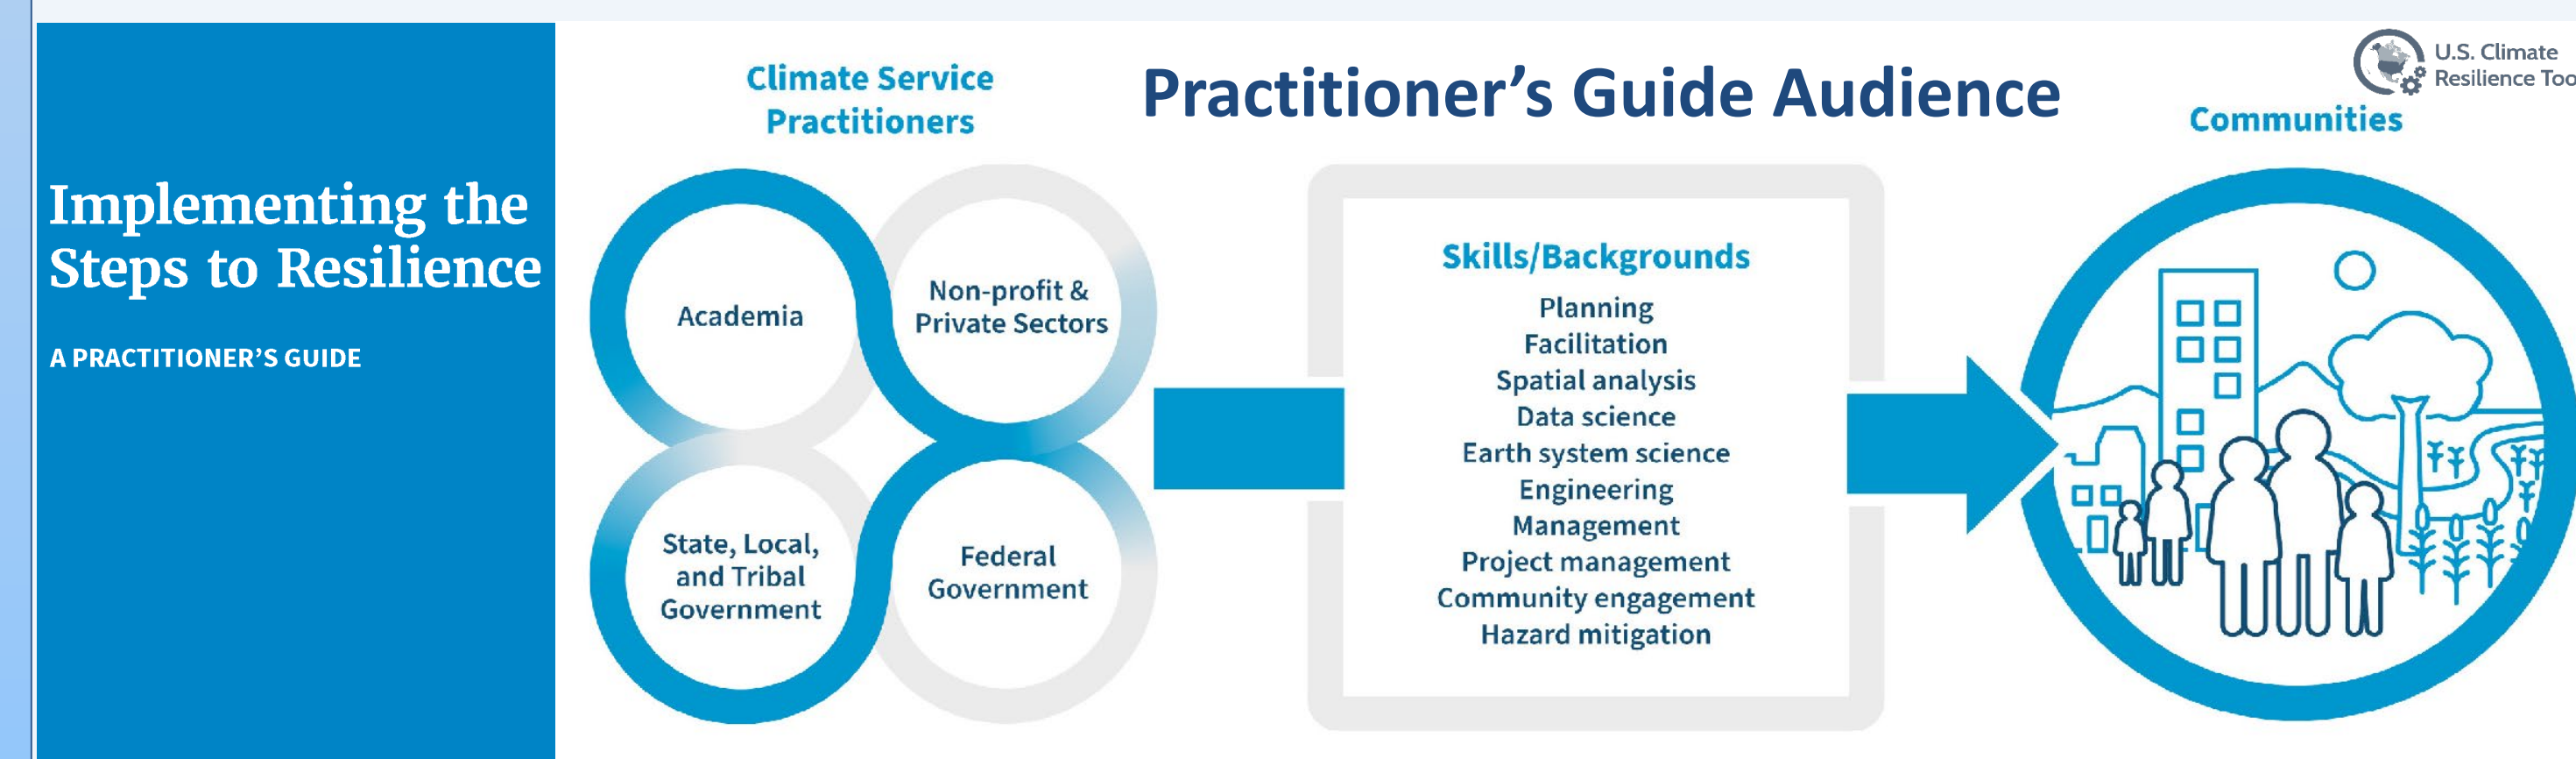 Implementing the
Steps to Resilience
A PRACTITIONER'S GUIDE
Climate Service
Practitioners
Practitioner’s Guide Audience
U.S. Climate
Resilience Too
Communities
Academia
Non-profit &
Private Sectors
State, Local,
and Tribal
Government
Federal
Government
Skills/Backgrounds
Planning
Facilitation
Spatial analysis
Data science
Earth system science
Engineering
Management
Project management
Community engagement
Hazard mitigation